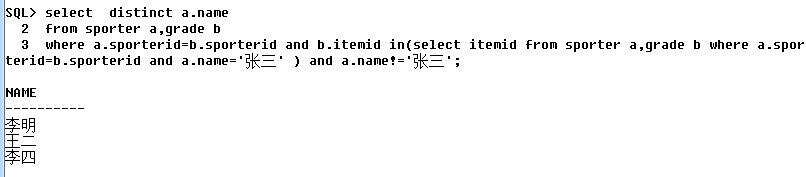 SQL> select  distinct a.name
  2  from sporter a,grade b
  3  where a.sporterid=b.sporterid and b.itemid in(select itemid from sporter a,grade b where a.spor
terid=b.sporterid and a.name='张三' ) and a.name!='张三';
NAME
----------
李明
王二
李四